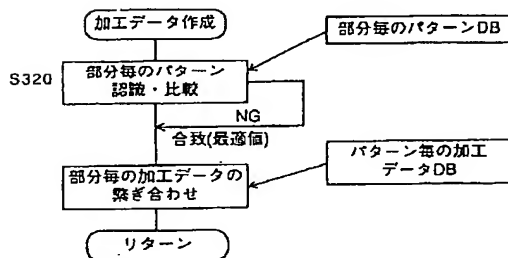 加工データ作成
部分毎のパターンDB
S320
部分毎のパターン
認識・比較
NG
合致(最適値)
パターン毎の加工
データDB
部分毎の加工データの
繋ぎ合わせ
リターン